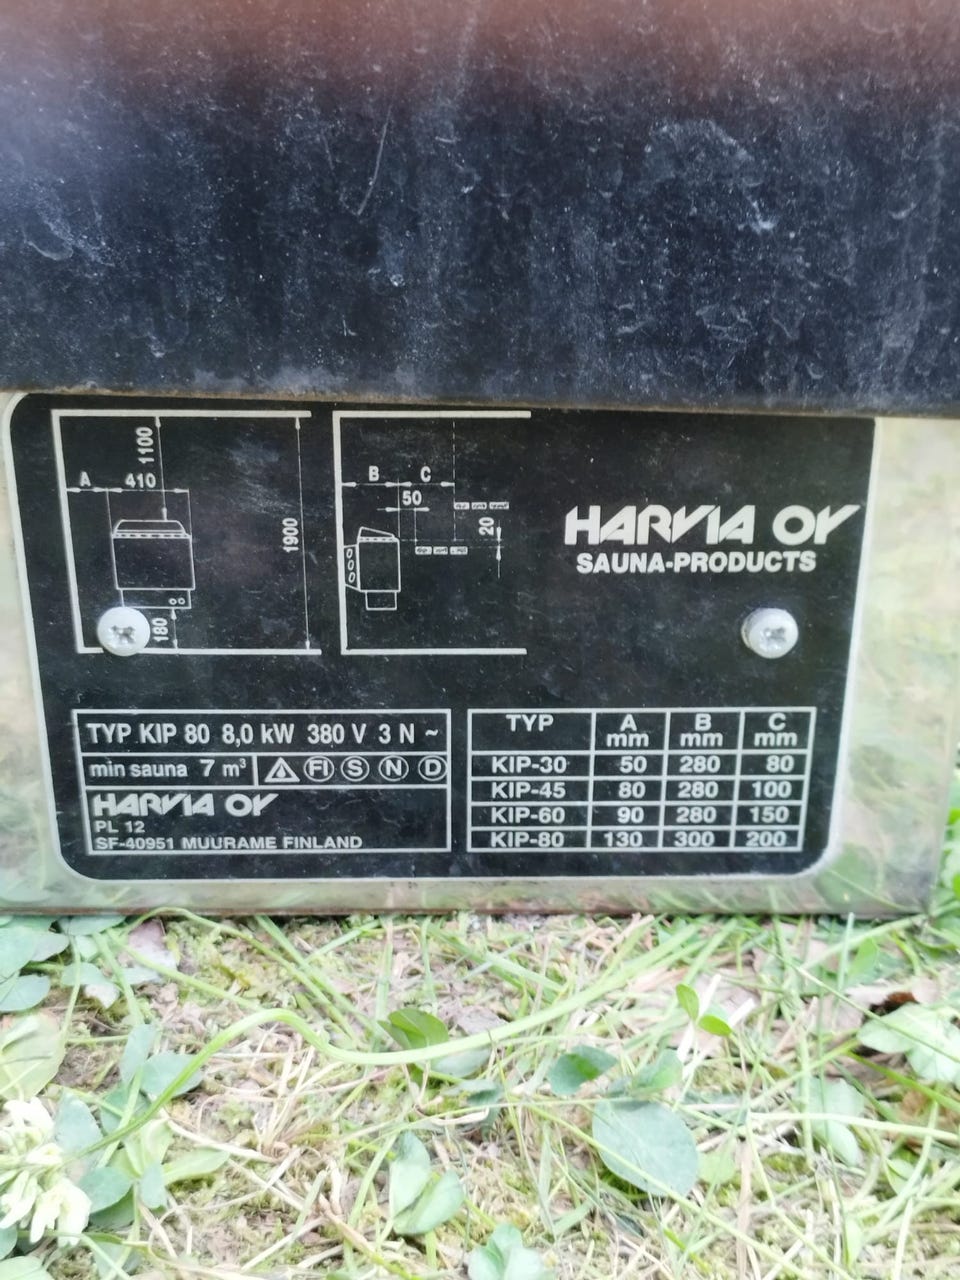 1100
A 410
1900
180
B C
50
20
HARVIA OY
SAUNA-PRODUCTS
TYP KIP 80 8,0 kW 380 V 3 N ~
min sauna 7 m³ FI S N D
HARVIA OY
PL 12
SF-40951 MUURAME FINLAND
TYP A mm B mm C mm
KIP-30 50 280 80
KIP-45 80 280 100
KIP-60 90 280 150
KIP-80 130 300 200